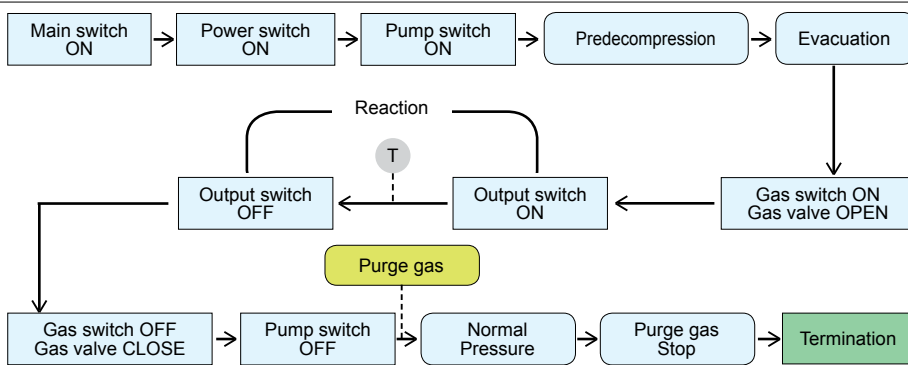 Main switch
ON
Power switch
ON
Pump switch
ON
Predecompression
Evacuation
Reaction
T
Output switch
OFF
Output switch
ON
Gas switch ON
Gas valve OPEN
Purge gas
Gas switch OFF
Gas valve CLOSE
Pump switch
OFF
Normal
Pressure
Purge gas
Stop
Termination